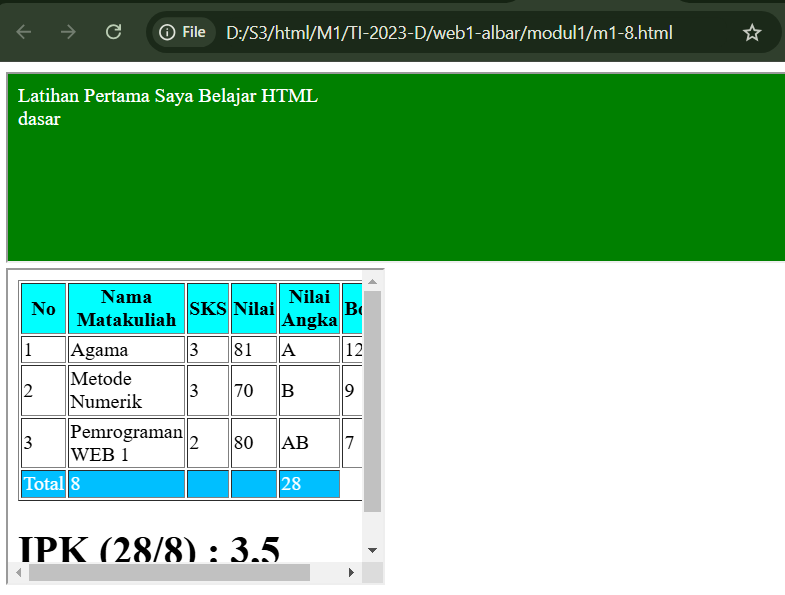 File D:/S3/html/M1/TI-2023-D/web1-albar/modul1/m1-8.html
Latihan Pertama Saya Belajar HTML
dasar
No Nama Matakuliah SKS Nilai Nilai Angka Bo
1 Agama 3 81 A 12
2 Metode Numerik 3 70 B 9
3 Pemrograman WEB 1 2 80 AB 7
Total 8 28
IPK (28/8) : 3,5